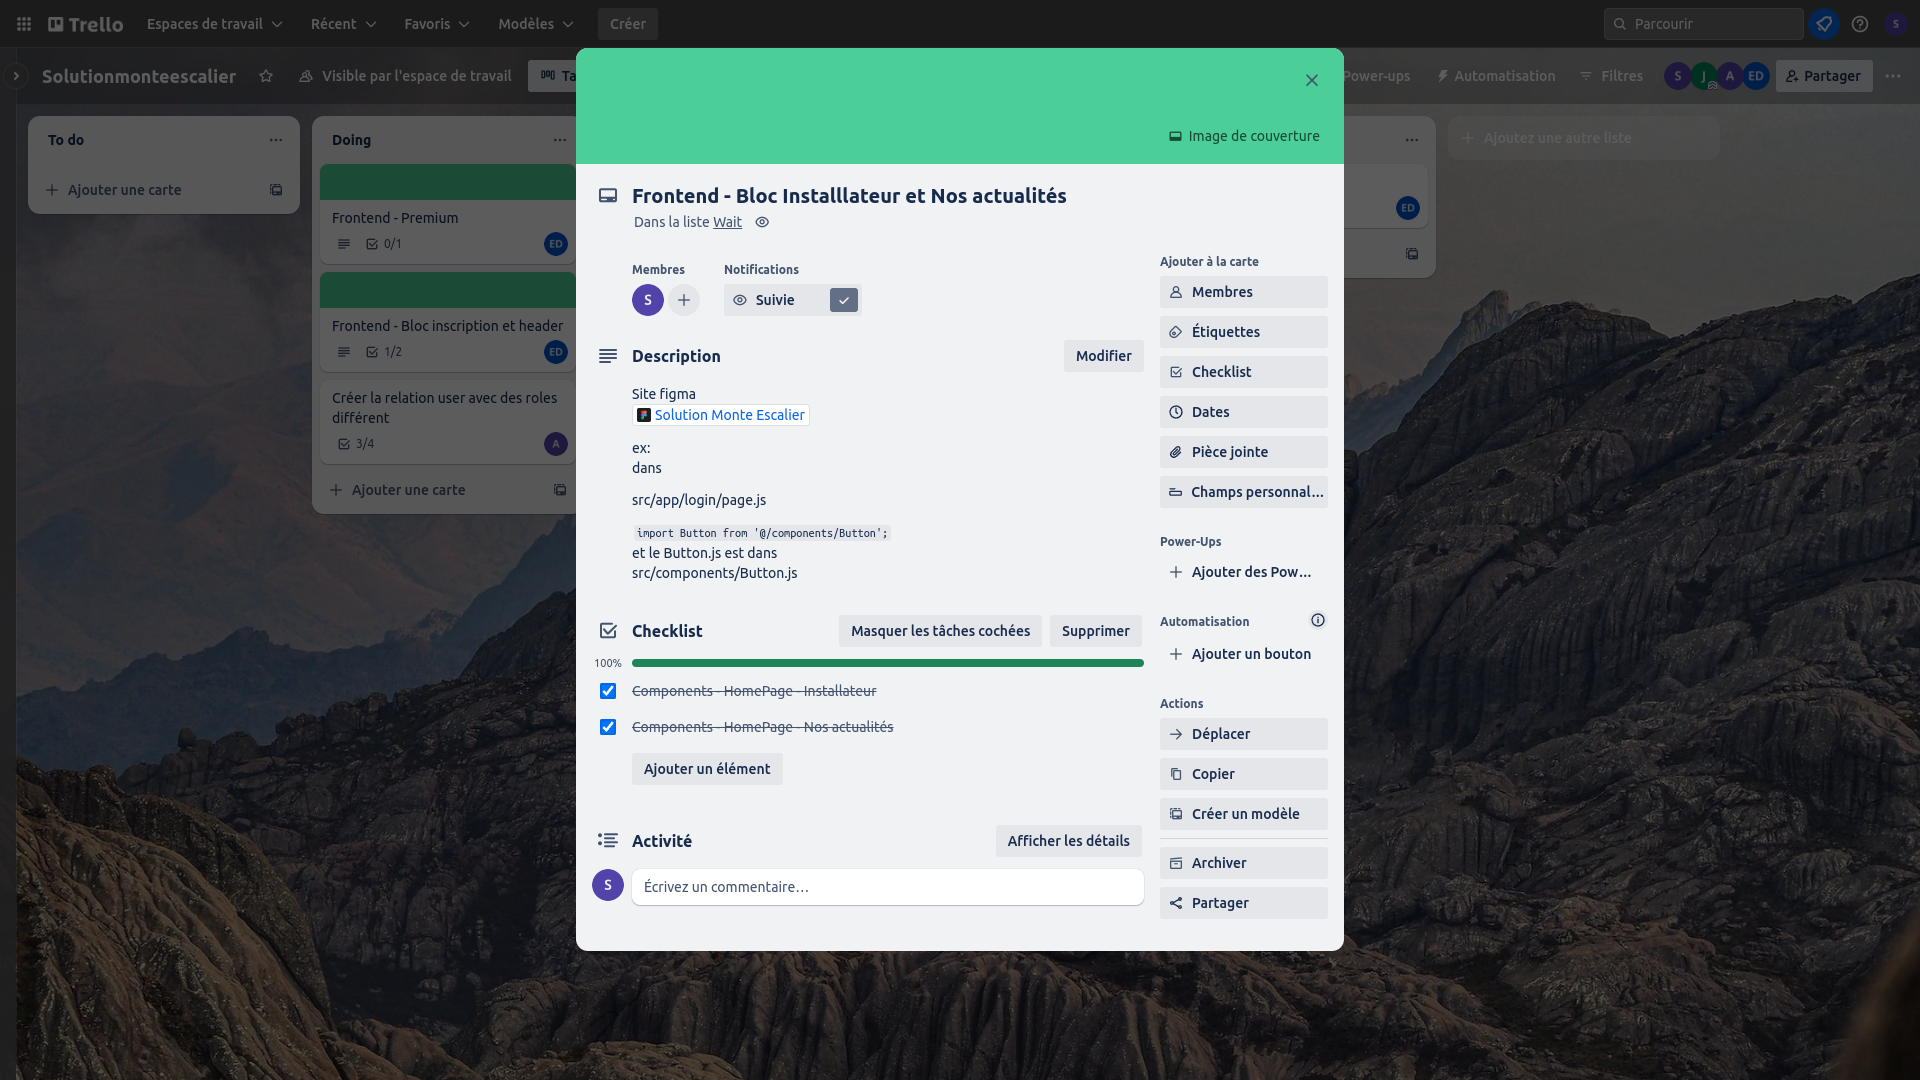 Trello
Espaces de travail
Récent
Favoris
Modèles
Créer
Parcourir
S
Solutionmonteescalier
Visible par l'espace de travail
Ta
Power-ups
Automatisation
Filtres
S
J
A
ED
Partager
To do
Ajouter une carte
Doing
Frontend - Premium
0/1
ED
Frontend - Bloc inscription et header
1/2
ED
Créer la relation user avec des roles
différent
3/4
A
Ajouter une carte
ED
Ajoutez une autre liste
Image de couverture
Frontend - Bloc Installlateur et Nos actualités
Dans la liste Wait
Membres
S
Notifications
Suivie
Description
Modifier
Site figma
Solution Monte Escalier
ex:
dans
src/app/login/page.js
import Button from '@/components/Button';
et le Button.js est dans
src/components/Button.js
Checklist
Masquer les tâches cochées
Supprimer
100%
Components - HomePage - Installateur
Components - HomePage - Nos actualités
Ajouter un élément
Activité
Afficher les détails
S
Écrivez un commentaire…
Ajouter à la carte
Membres
Étiquettes
Checklist
Dates
Pièce jointe
Champs personnal…
Power-Ups
Ajouter des Pow…
Automatisation
Ajouter un bouton
Actions
Déplacer
Copier
Créer un modèle
Archiver
Partager